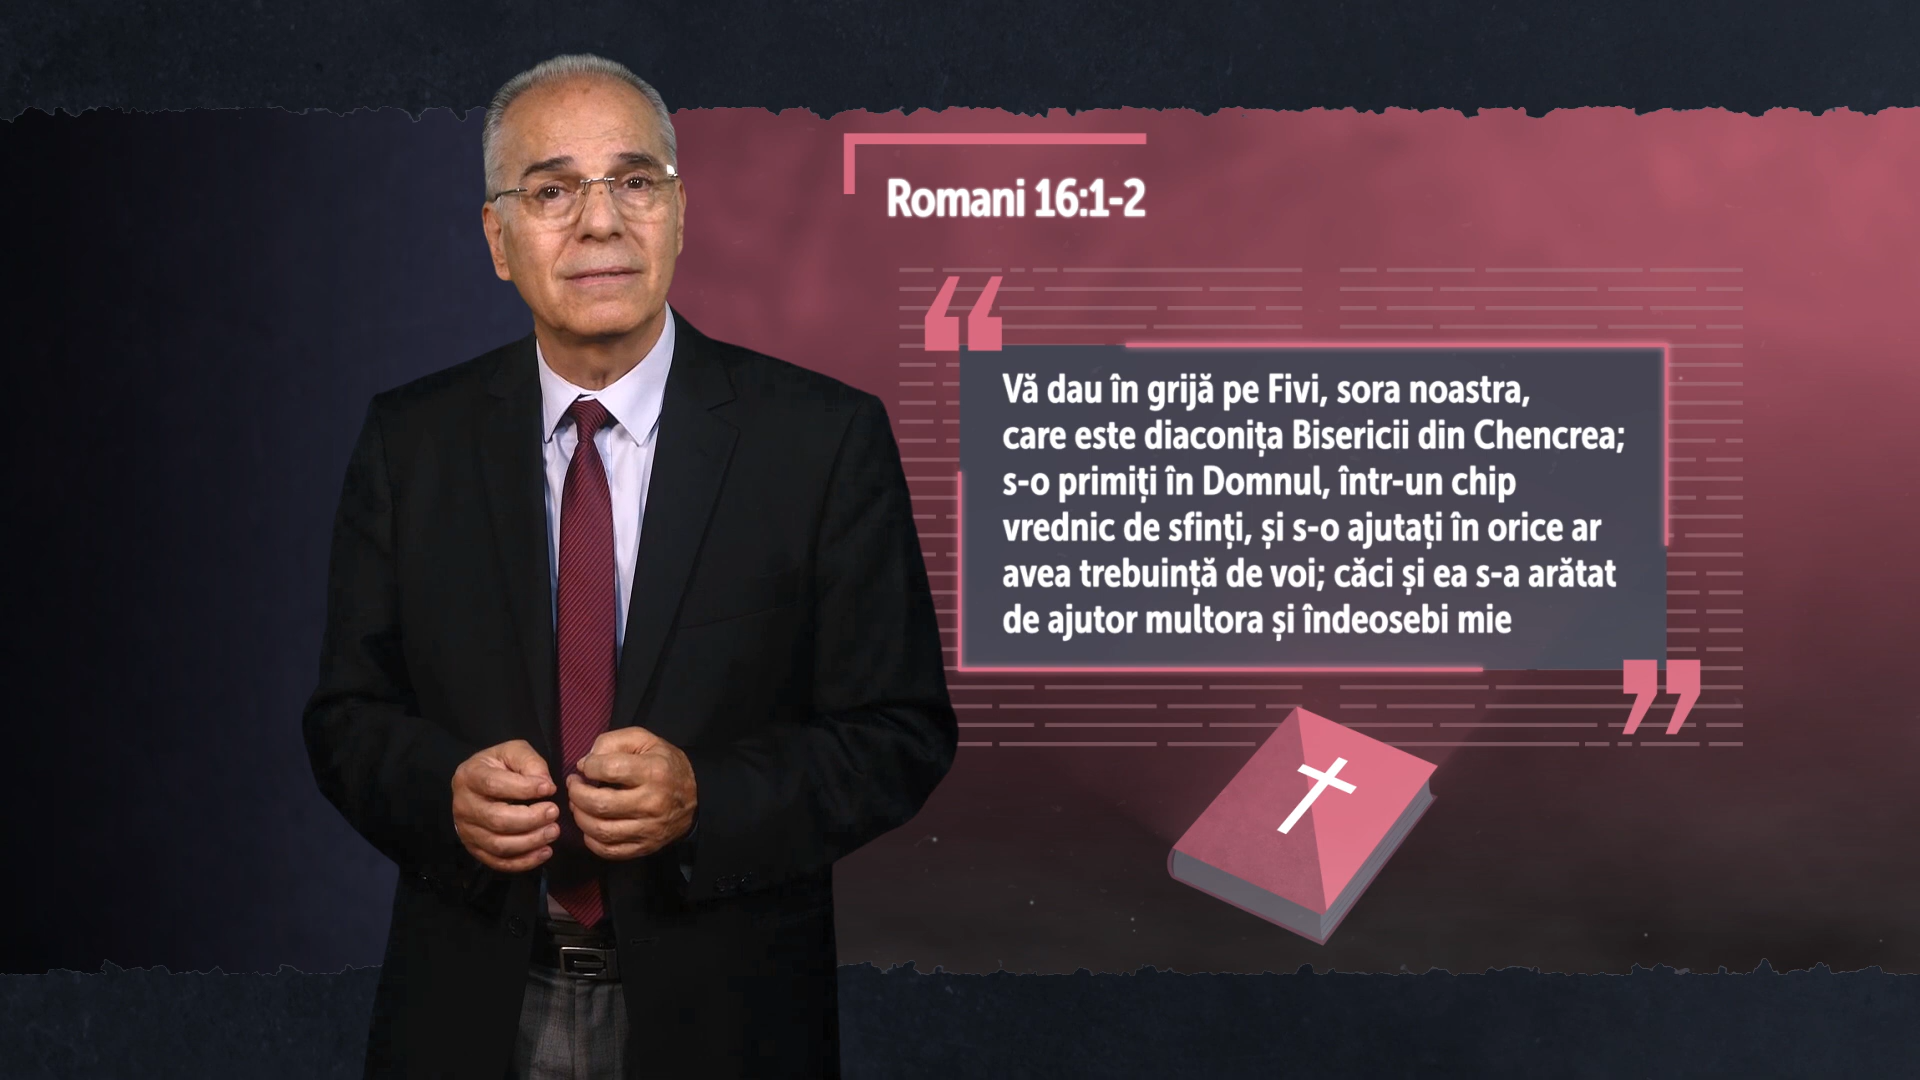 Romani 16:1-2
Vă dau în grijă pe Fivi, sora noastra,
care este diaconița Bisericii din Chencrea;
s-o primiți în Domnul, într-un chip
vrednic de sfinți, și s-o ajutați în orice ar
avea trebuință de voi; căci și ea s-a arătat
de ajutor multora și îndeosebi mie